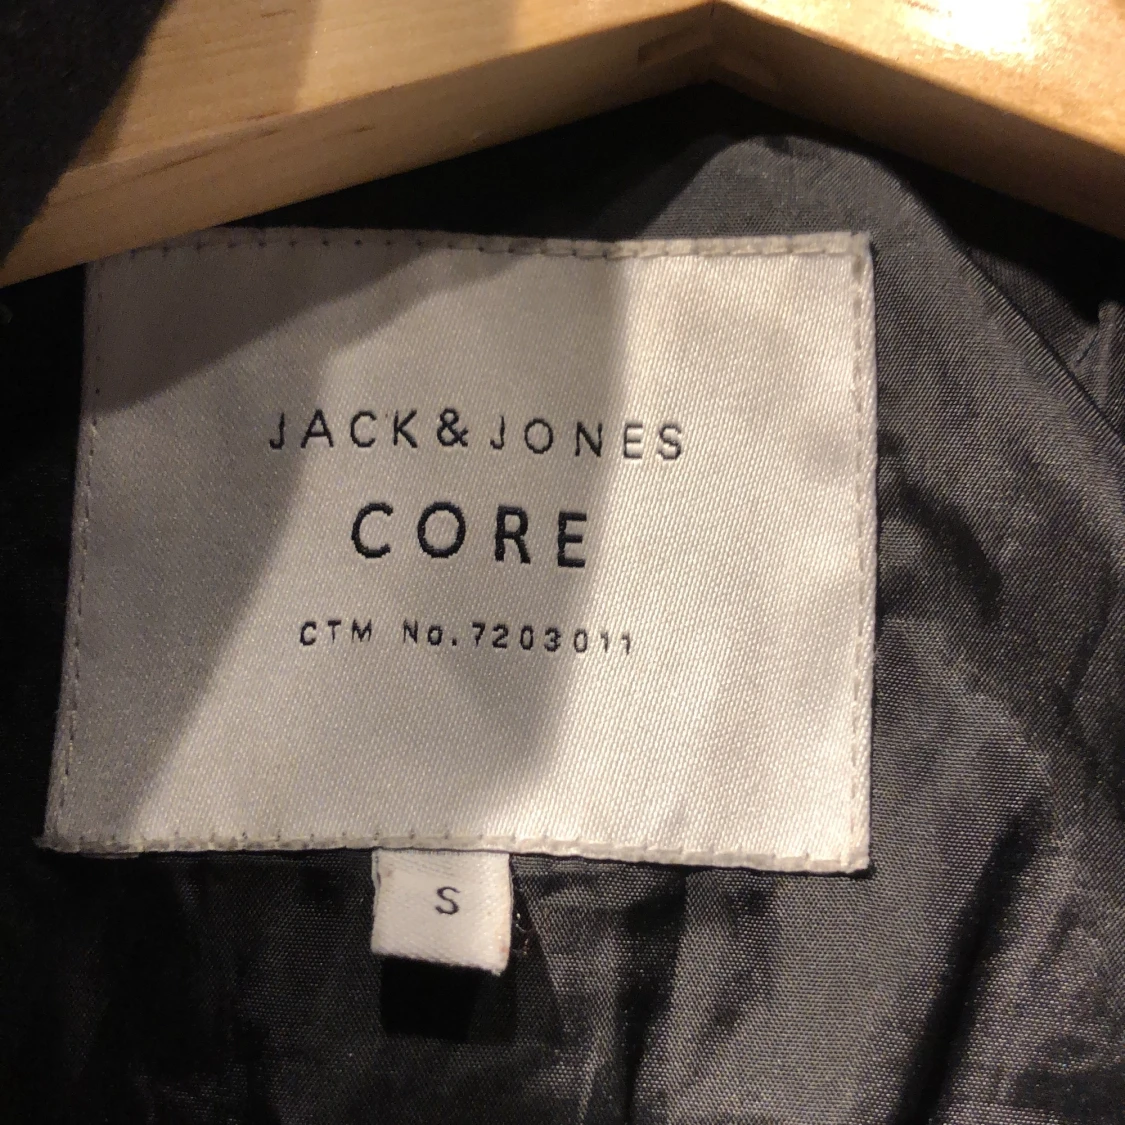 JACK&JONES
CORE
CTM No.7203011
S